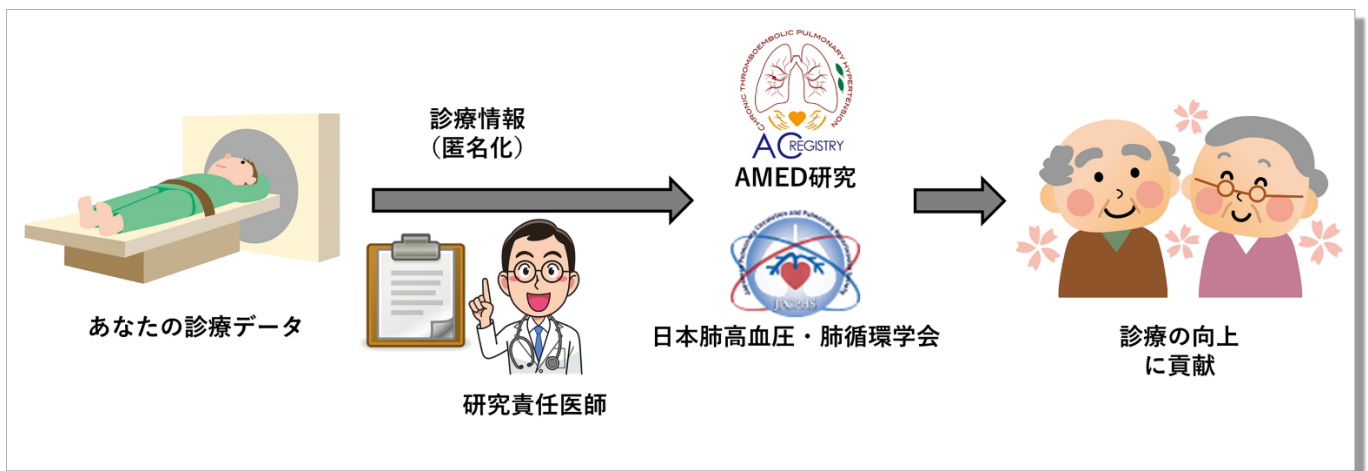 あなたの診療データ
診療情報
（匿名化）
研究責任医師
CHRONIC THROMBOEMBOLIC PULMONARY HYPERTENSION
AC REGISTRY
AMED研究
JPCPHS
日本肺高血圧・肺循環学会
診療の向上
に貢献